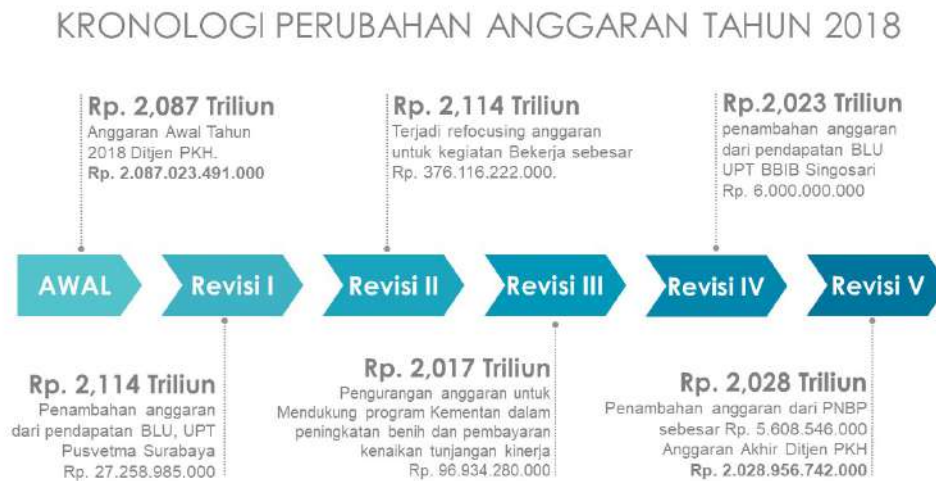 KRONOLOGI PERUBAHAN ANGGARAN TAHUN 2018
Rp. 2,087 Triliun
Anggaran Awal Tahun
2018 Ditjen PKH.
Rp. 2.087.023.491.000
Rp. 2,114 Triliun
Terjadi refocusing anggaran
untuk kegiatan Bekerja sebesar
Rp. 376.116.222.000.
Rp.2,023 Triliun
penambahan anggaran
dari pendapatan BLU
UPT BBIB Singosari
Rp. 6.000.000.000
AWAL
Revisi I
Revisi II
Revisi III
Revisi IV
Revisi V
Rp. 2,114 Triliun
Penambahan anggaran
dari pendapatan BLU, UPT
Pusvetma Surabaya
Rp. 27.258.985.000
Rp. 2,017 Triliun
Pengurangan anggaran untuk
Mendukung program Kementan dalam
peningkatan benih dan pembayaran
kenaikan tunjangan kinerja
Rp. 96.934.280.000
Rp. 2,028 Triliun
Penambahan anggaran dari PNBP
sebesar Rp. 5.608.546.000
Anggaran Akhir Ditjen PKH
Rp. 2.028.956.742.000